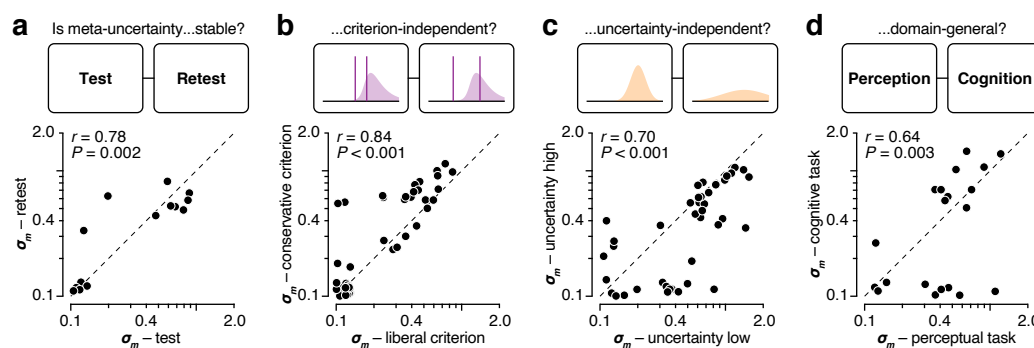 a Is meta-uncertainty...stable?
Test
Retest
2.0
r = 0.78
P = 0.002
0.4
0.1
σm – retest
0.1
0.4
2.0
σm – test
b ...criterion-independent?
2.0
r = 0.84
P < 0.001
0.4
0.1
σm – conservative criterion
0.1
0.4
2.0
σm – liberal criterion
c ...uncertainty-independent?
2.0
r = 0.70
P < 0.001
0.4
0.1
σm – uncertainty high
0.1
0.4
2.0
σm – uncertainty low
d ...domain-general?
Perception
Cognition
2.0
r = 0.64
P = 0.003
0.4
0.1
σm – cognitive task
0.1
0.4
2.0
σm – perceptual task